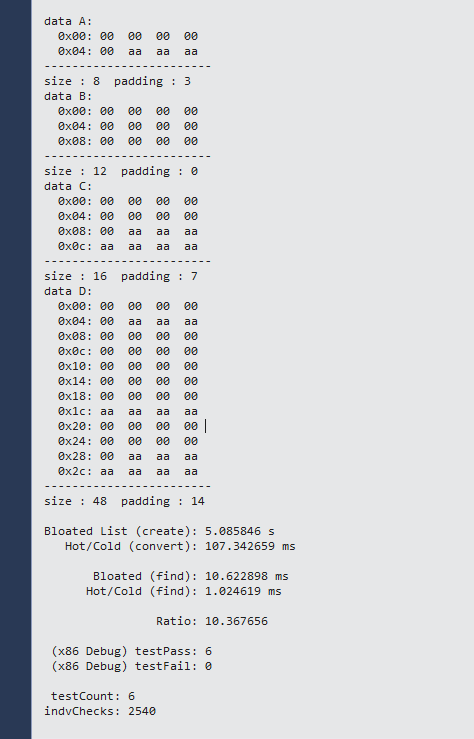 data A:
  0x00: 00  00  00  00
  0x04: 00  aa  aa  aa
------------------------
size : 8  padding : 3
data B:
  0x00: 00  00  00  00
  0x04: 00  00  00  00
  0x08: 00  00  00  00
------------------------
size : 12  padding : 0
data C:
  0x00: 00  00  00  00
  0x04: 00  00  00  00
  0x08: 00  aa  aa  aa
  0x0c: aa  aa  aa  aa
------------------------
size : 16  padding : 7
data D:
  0x00: 00  00  00  00
  0x04: 00  aa  aa  aa
  0x08: 00  00  00  00
  0x0c: 00  00  00  00
  0x10: 00  00  00  00
  0x14: 00  00  00  00
  0x18: 00  00  00  00
  0x1c: aa  aa  aa  aa
  0x20: 00  00  00  00
  0x24: 00  00  00  00
  0x28: 00  aa  aa  aa
  0x2c: aa  aa  aa  aa
------------------------
size : 48  padding : 14
Bloated List (create): 5.085846 s
   Hot/Cold (convert): 107.342659 ms
       Bloated (find): 10.622898 ms
      Hot/Cold (find): 1.024619 ms
                Ratio: 10.367656
 (x86 Debug) testPass: 6
 (x86 Debug) testFail: 0
 testCount: 6
indvChecks: 2540